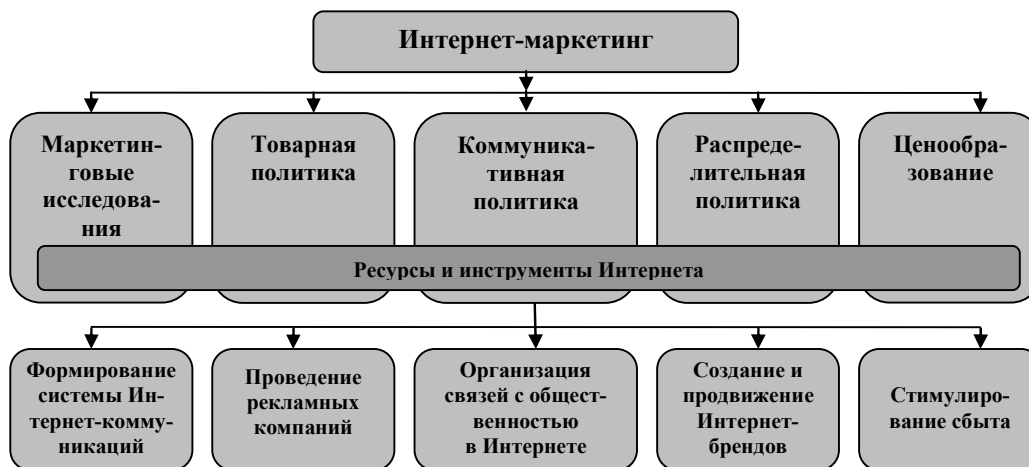 Интернет-маркетинг
Маркетин-
говые
исследова-
ния
Товарная
политика
Коммуника-
тивная
политика
Распреде-
лительная
политика
Ценообра-
зование
Ресурсы и инструменты Интернета
Формирование
системы Ин-
тернет-комму-
никаций
Проведение
рекламных
компаний
Организация
связей с общест-
венностью
в Интернете
Создание и
продвижение
Интернет-
брендов
Стимулиро-
вание сбыта